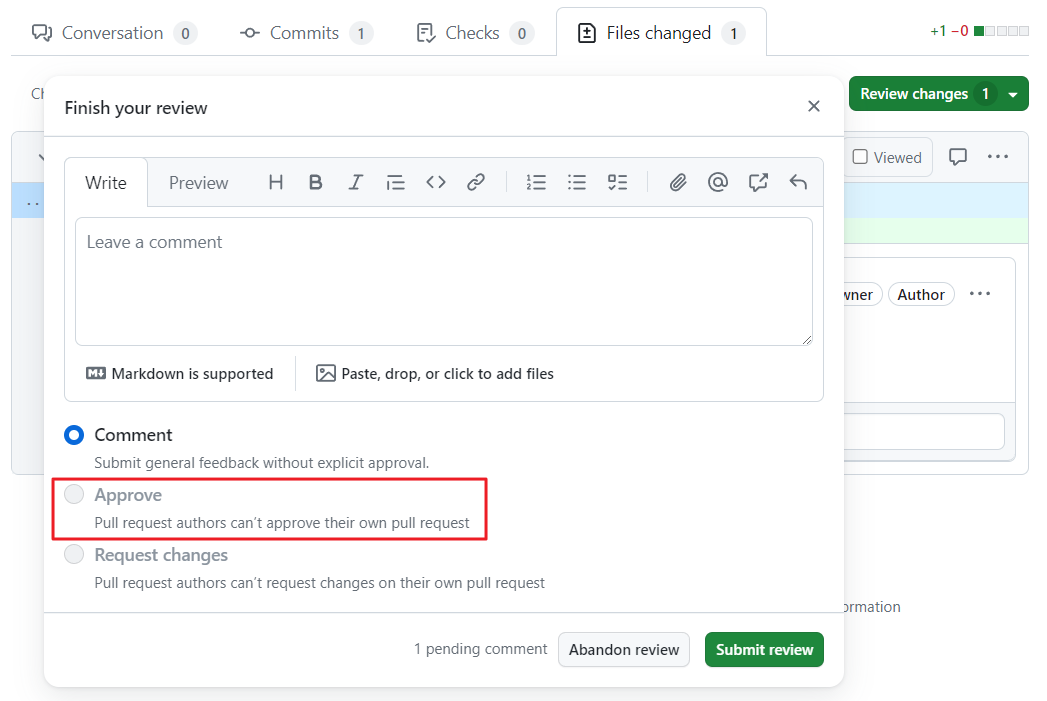 Conversation 0 Commits 1 Checks 0 Files changed 1 +1 −0
Review changes 1
Finish your review
Viewed
Write Preview
Leave a comment
Author
Markdown is supported Paste, drop, or click to add files
Comment
Submit general feedback without explicit approval.
Approve
Pull request authors can’t approve their own pull request
Request changes
Pull request authors can’t request changes on their own pull request
1 pending comment Abandon review Submit review